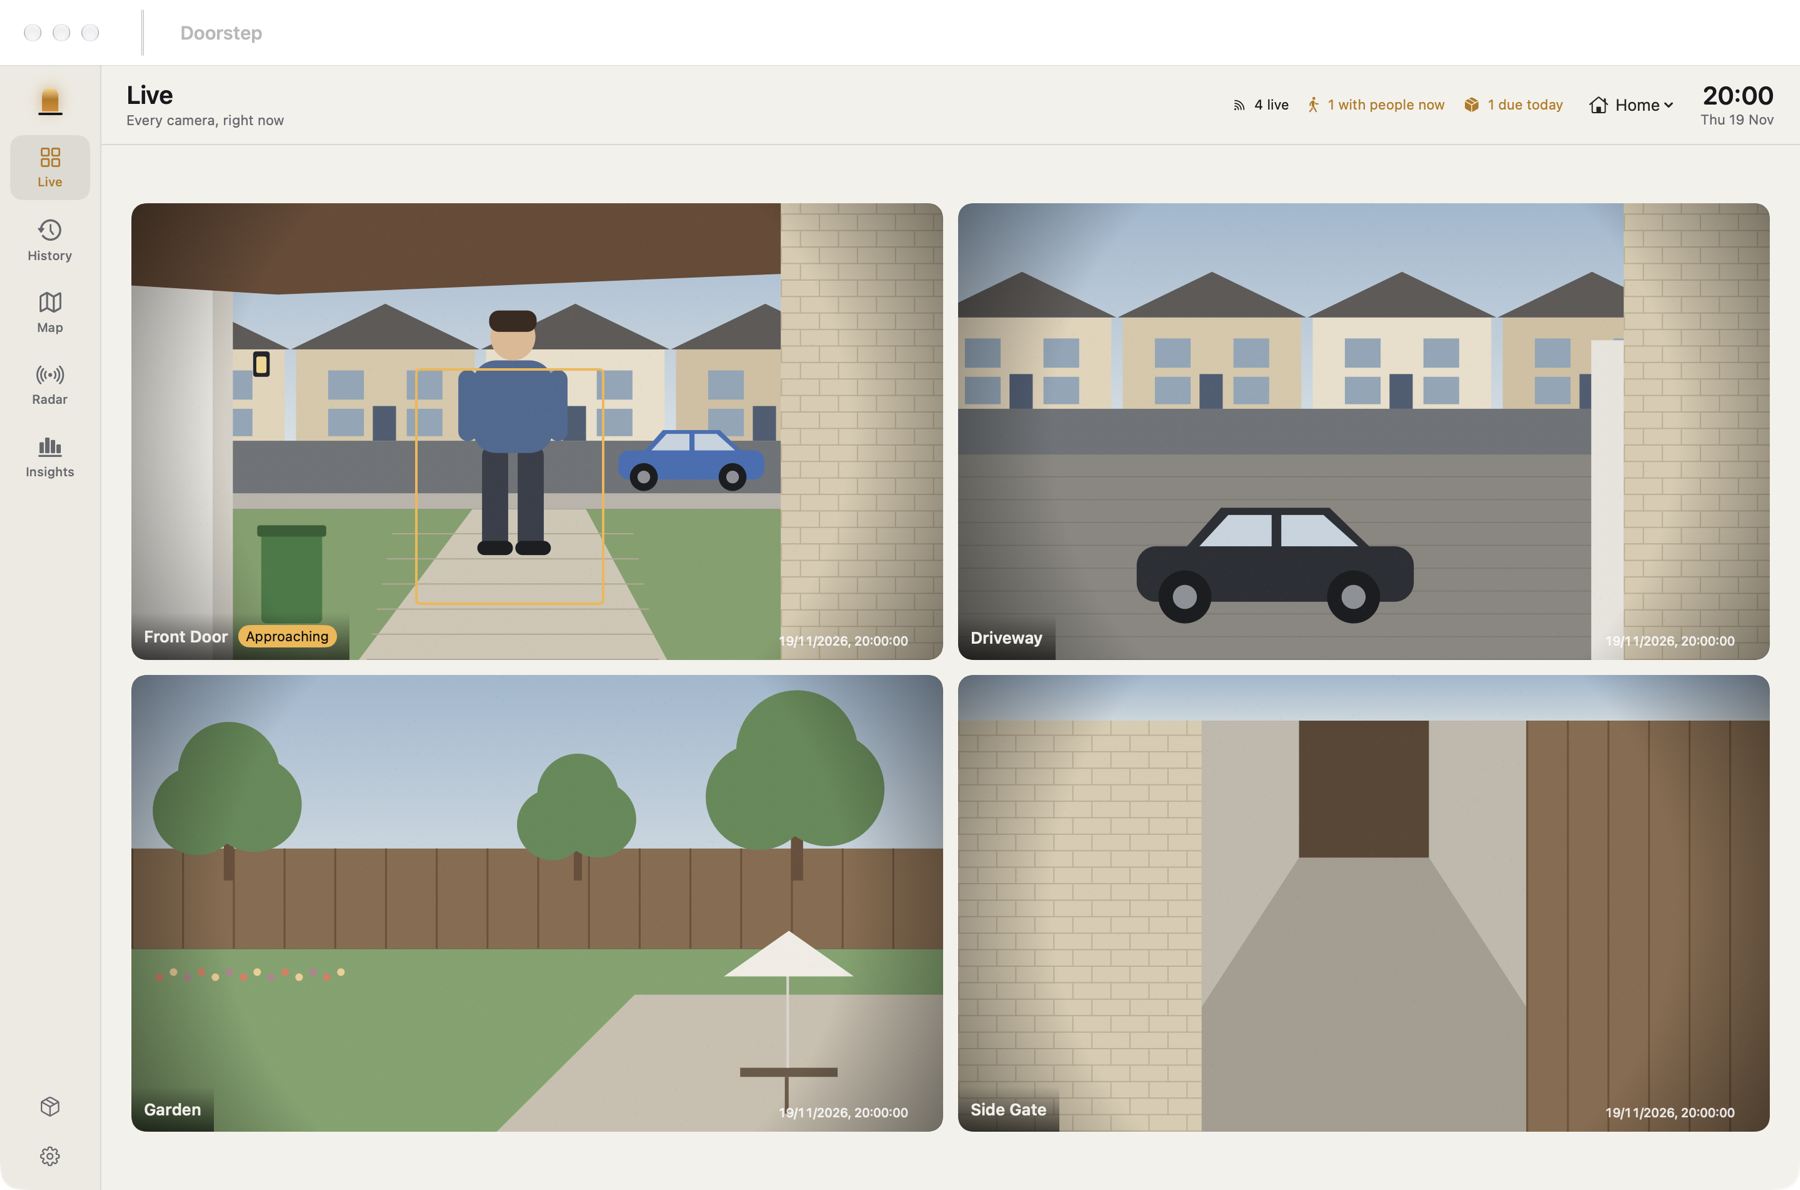 Doorstep
Live
Every camera, right now
4 live
1 with people now
1 due today
Home
20:00
Thu 19 Nov
Live
History
Map
Radar
Insights
Front Door
Approaching
19/11/2026, 20:00:00
Driveway
19/11/2026, 20:00:00
Garden
19/11/2026, 20:00:00
Side Gate
19/11/2026, 20:00:00